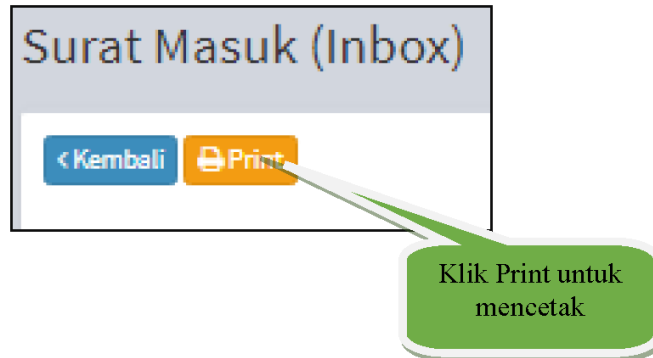 Surat Masuk (Inbox)
< Kembali Print
Klik Print untuk
mencetak